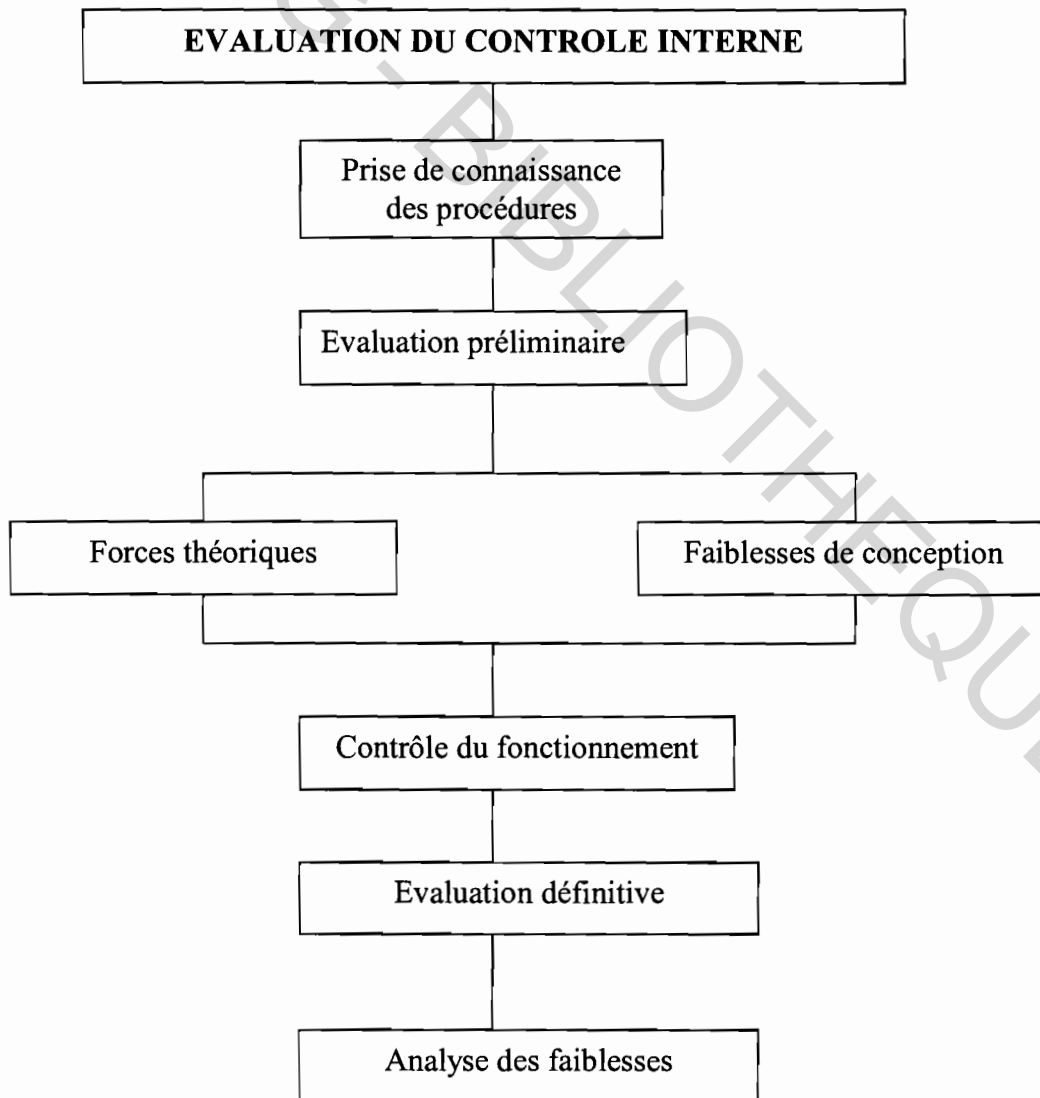 EVALUATION DU CONTROLE INTERNE
Prise de connaissance
des procédures
Evaluation préliminaire
Forces théoriques
Faiblesses de conception
Contrôle du fonctionnement
Evaluation définitive
Analyse des faiblesses
- BIBLIOTHEQUE